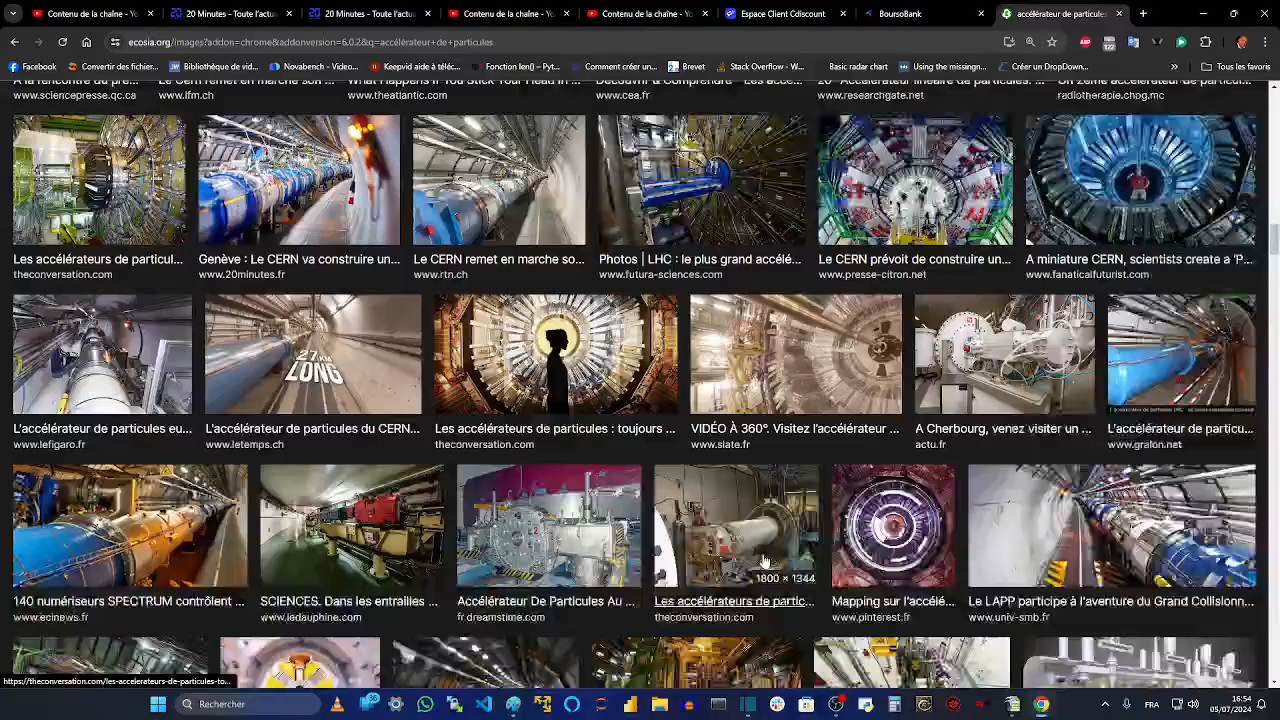 Contenu de la chaîne - Yo
20 Minutes - Toute l'actu
20 Minutes - Toute l'actu
Contenu de la chaîne - Yo
Contenu de la chaîne - Yo
Espace Client Cdiscount
BoursoBank
accélérateur de particules
ecosia.org/images?addon=chrome&addonversion=6.0.2&q=accélérateur+de+particules
Facebook
Convertir des fichier...
Bibliothèque de vid...
Novabench - Video...
Keepvid aide à téléc...
Fonction len() – Pyt...
Comment créer un...
Brevet
Stack Overflow - W...
Basic radar chart
Using the missingn...
Créer un DropDown...
»
Tous les favoris
www.sciencepresse.qc.ca
www.lfm.ch
www.theatlantic.com
www.cea.fr
www.researchgate.net
radiotherapie.chpg.mc
Les accélérateurs de particul...
Genève : Le CERN va construire un...
Le CERN remet en marche so...
Photos | LHC : le plus grand accélé...
Le CERN prévoit de construire un...
A miniature CERN, scientists create a 'P...
theconversation.com
www.20minutes.fr
www.rtn.ch
www.futura-sciences.com
www.presse-citron.net
www.fanaticalfuturist.com
27 KM
LONG
L'accélérateur de particules eu...
L'accélérateur de particules du CERN...
Les accélérateurs de particules : toujours ...
VIDÉO À 360°. Visitez l'accélérateur ...
A Cherbourg, venez visiter un ...
L'accélérateur de particu...
www.lefigaro.fr
www.letemps.ch
theconversation.com
www.slate.fr
actu.fr
www.gralon.net
1800 × 1344
140 numériseurs SPECTRUM contrôlent ...
SCIENCES. Dans les entrailles ...
Accélérateur De Particules Au ...
Les accélérateurs de partic...
Mapping sur l'accélé...
Le LAPP participe à l'aventure du Grand Collisionn...
www.ecinews.fr
www.ledauphine.com
fr.dreamstime.com
theconversation.com
www.pinterest.fr
www.univ-smb.fr
https://theconversation.com/les-accelerateurs-de-particules-to...
Rechercher
FRA
16:54
05/07/2024